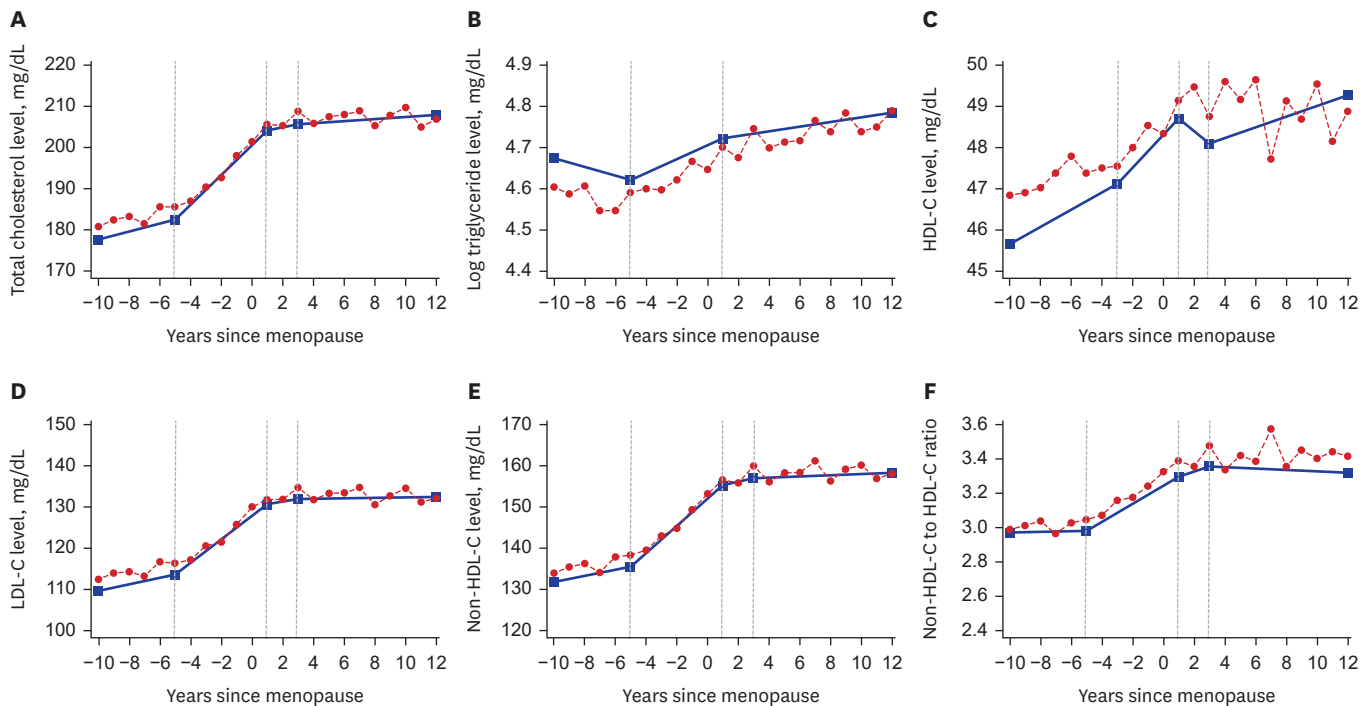 A
Total cholesterol level, mg/dL
220
210
200
190
180
170
−10 −8 −6 −4 −2 0 2 4 6 8 10 12
Years since menopause
B
Log triglyceride level, mg/dL
4.9
4.8
4.7
4.6
4.5
4.4
−10 −8 −6 −4 −2 0 2 4 6 8 10 12
Years since menopause
C
HDL-C level, mg/dL
50
49
48
47
46
45
−10 −8 −6 −4 −2 0 2 4 6 8 10 12
Years since menopause
D
LDL-C level, mg/dL
150
140
130
120
110
100
−10 −8 −6 −4 −2 0 2 4 6 8 10 12
Years since menopause
E
Non-HDL-C level, mg/dL
170
160
150
140
130
120
−10 −8 −6 −4 −2 0 2 4 6 8 10 12
Years since menopause
F
Non-HDL-C to HDL-C ratio
3.6
3.4
3.2
3.0
2.8
2.6
2.4
−10 −8 −6 −4 −2 0 2 4 6 8 10 12
Years since menopause